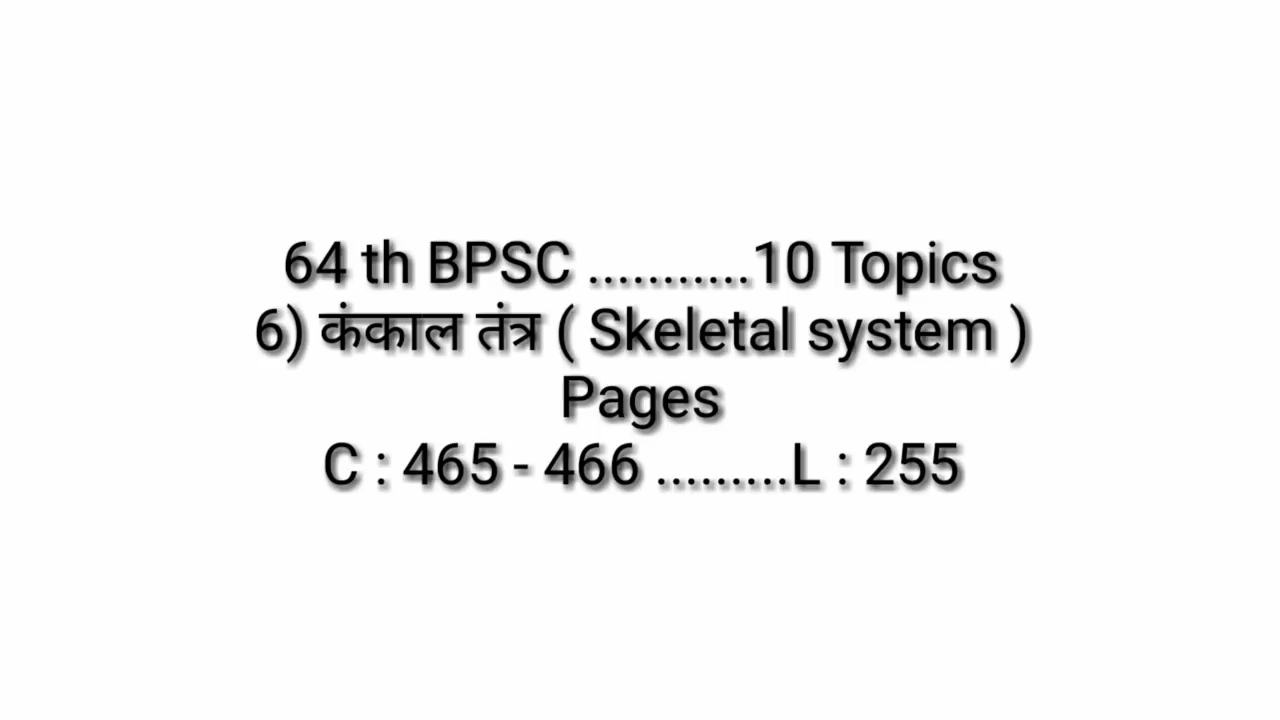 64 th BPSC ...........10 Topics
6) कंकाल तंत्र ( Skeletal system )
Pages
C : 465 - 466 .........L : 255